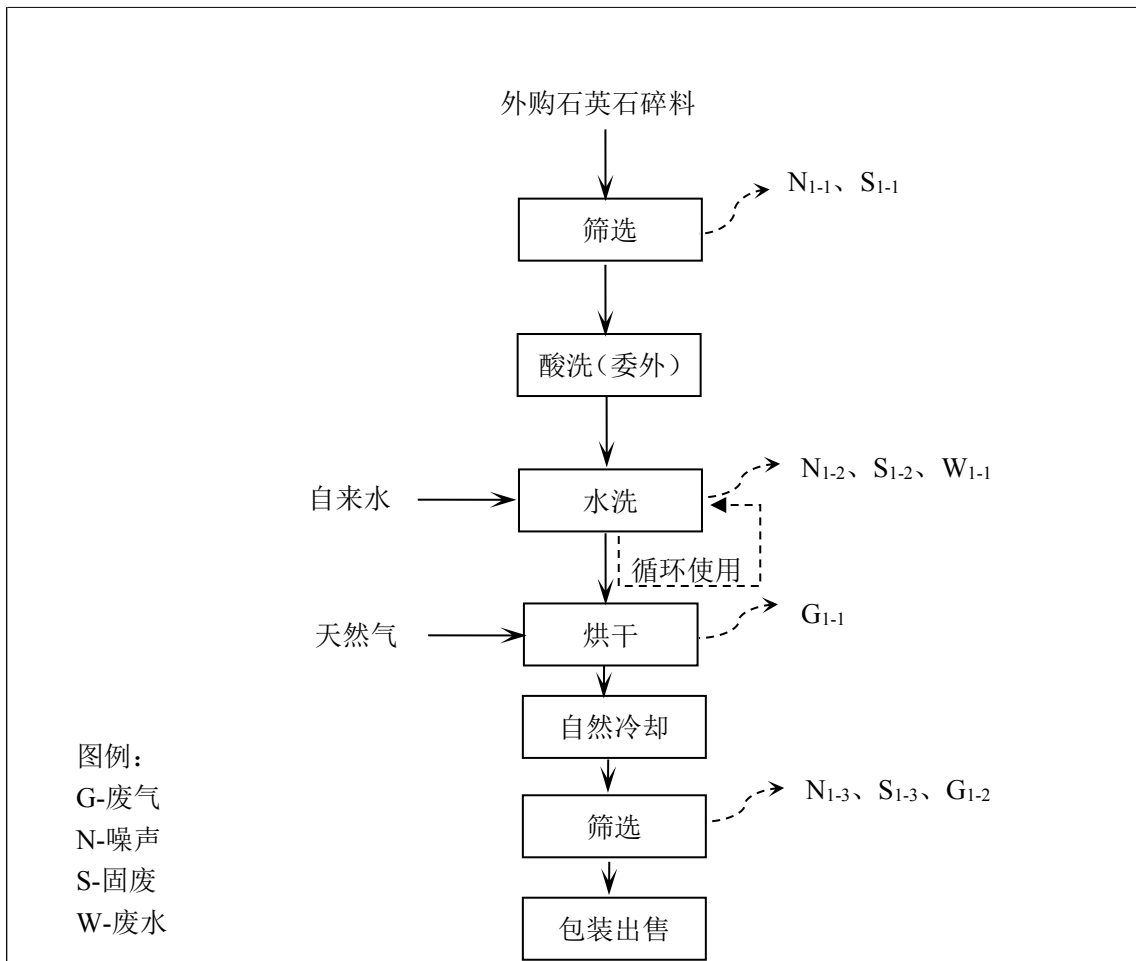 外购石英石碎料
N1-1、S1-1
筛选
酸洗（委外）
N1-2、S1-2、W1-1
自来水
水洗
循环使用
G1-1
天然气
烘干
自然冷却
N1-3、S1-3、G1-2
筛选
包装出售
图例：
G-废气
N-噪声
S-固废
W-废水